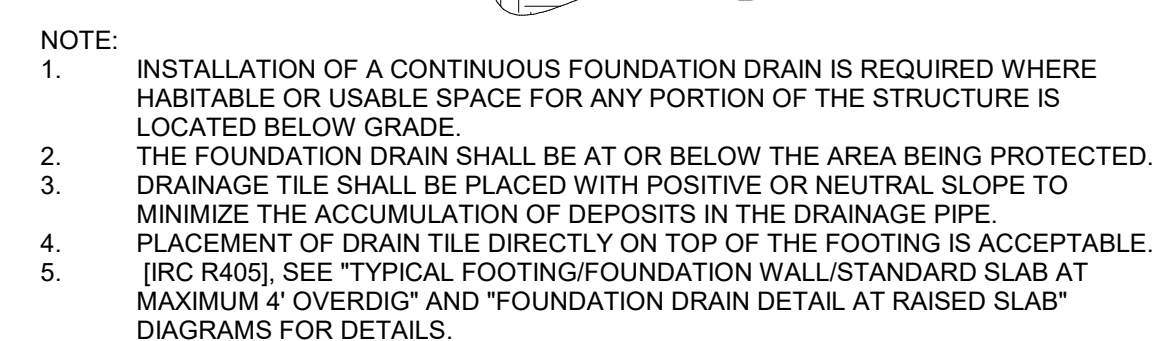 NOTE:
1. INSTALLATION OF A CONTINUOUS FOUNDATION DRAIN IS REQUIRED WHERE
HABITABLE OR USABLE SPACE FOR ANY PORTION OF THE STRUCTURE IS
LOCATED BELOW GRADE.
2. THE FOUNDATION DRAIN SHALL BE AT OR BELOW THE AREA BEING PROTECTED.
3. DRAINAGE TILE SHALL BE PLACED WITH POSITIVE OR NEUTRAL SLOPE TO
MINIMIZE THE ACCUMULATION OF DEPOSITS IN THE DRAINAGE PIPE.
4. PLACEMENT OF DRAIN TILE DIRECTLY ON TOP OF THE FOOTING IS ACCEPTABLE.
5. [IRC R405], SEE "TYPICAL FOOTING/FOUNDATION WALL/STANDARD SLAB AT
MAXIMUM 4' OVERDIG" AND "FOUNDATION DRAIN DETAIL AT RAISED SLAB"
DIAGRAMS FOR DETAILS.